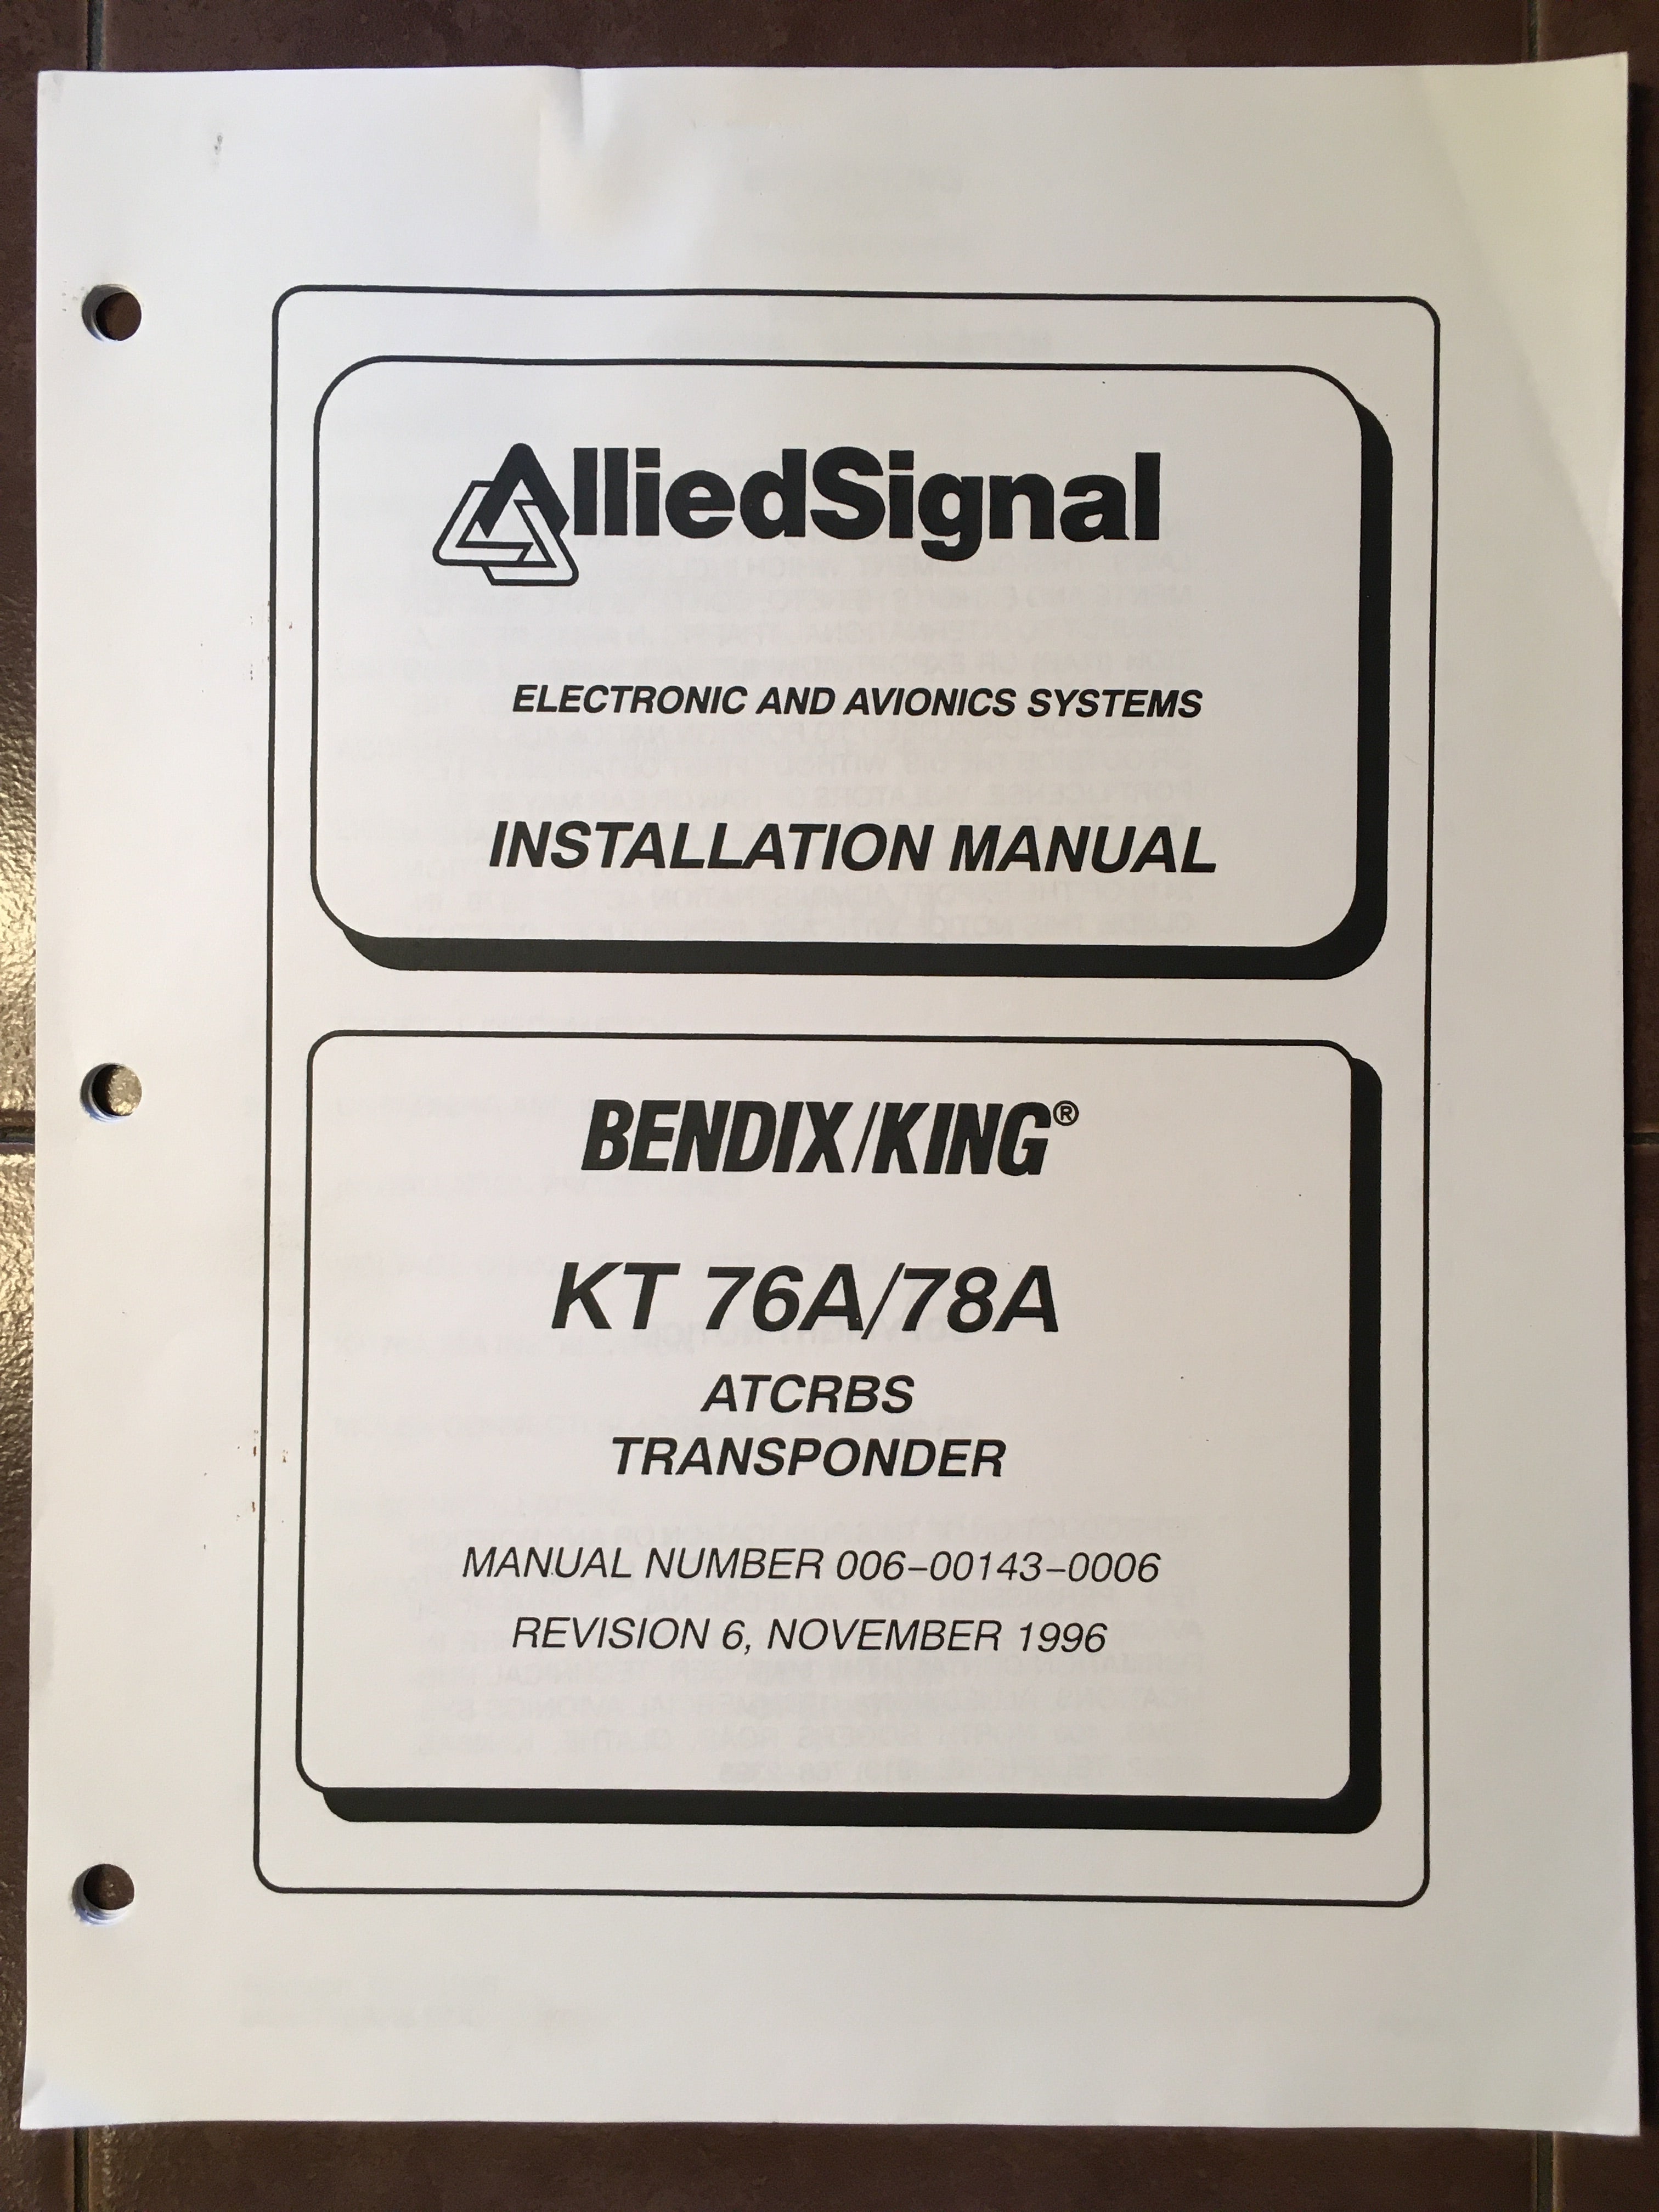 AlliedSignal
ELECTRONIC AND AVIONICS SYSTEMS
INSTALLATION MANUAL
BENDIX/KING®
KT 76A/78A
ATCRBS
TRANSPONDER
MANUAL NUMBER 006-00143-0006
REVISION 6, NOVEMBER 1996